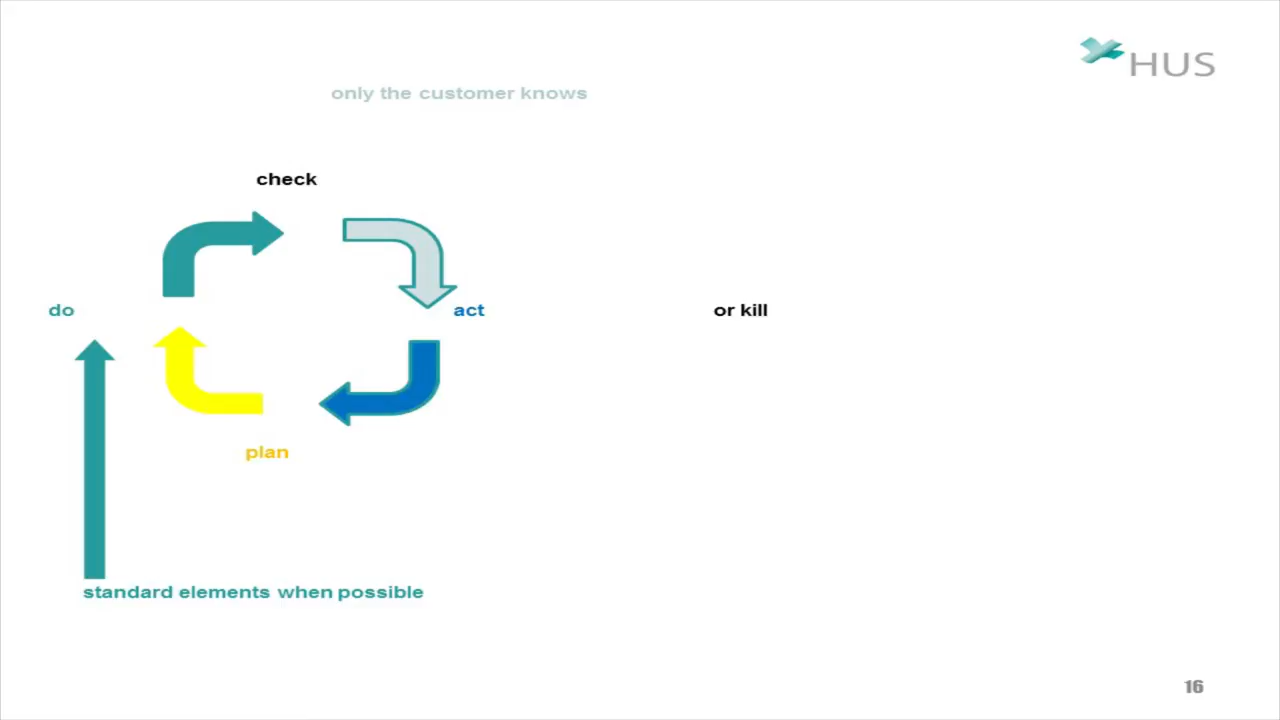 HUS
only the customer knows
check
do
act
or kill
plan
standard elements when possible
16